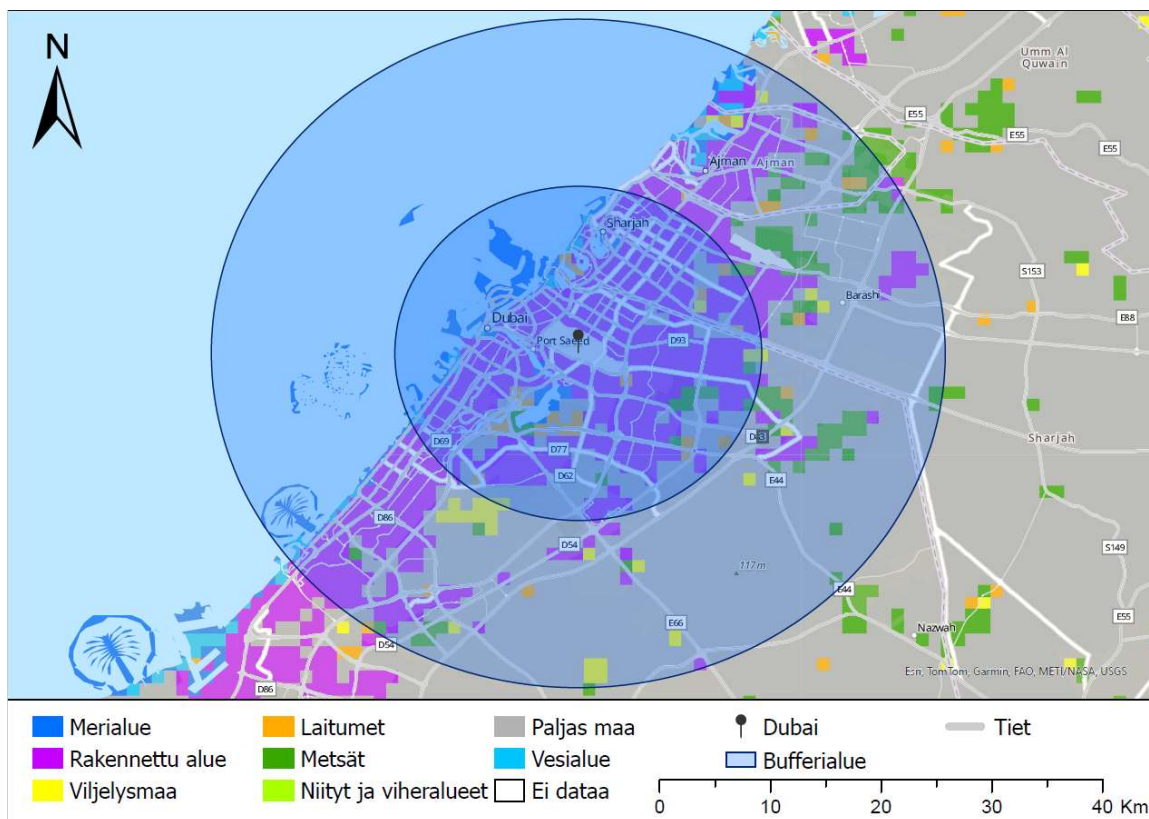 N
Umm Al
Quwain
E55
E55
E55
Ajman
Ajman
Sharjah
S153
Barashi
E88
Dubai
Port Saeed
D93
Sharjah
D69
D77
D62
E44
D86
D54
S149
117m
E44
E66
E55
Nazwah
D54
D86
Esri, TomTom, Garmin, FAO, METI/NASA, USGS
Merialue
Laitumet
Paljas maa
Dubai
Tiet
Rakennettu alue
Metsät
Vesialue
Bufferialue
Viljelysmaa
Niityt ja viheralueet
Ei dataa
0 10 20 30 40 Km